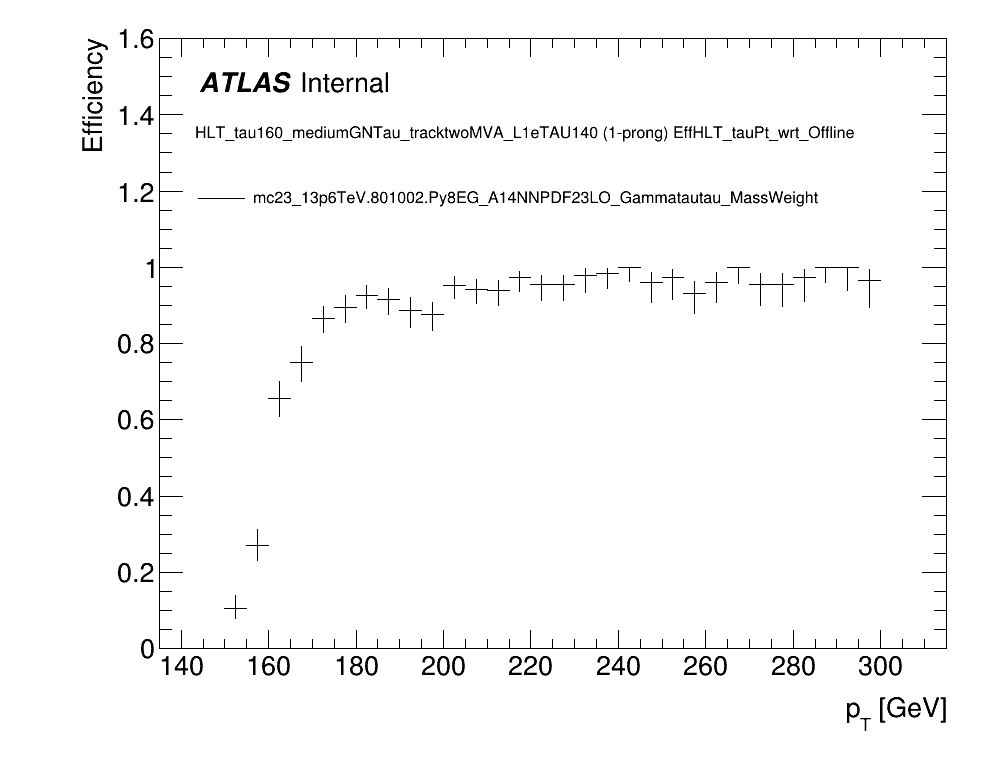 Efficiency
1.6
1.4
1.2
1
0.8
0.6
0.4
0.2
0
ATLAS Internal
HLT_tau160_mediumGNTau_tracktwoMVA_L1eTAU140 (1-prong) EffHLT_tauPt_wrt_Offline
mc23_13p6TeV.801002.Py8EG_A14NNPDF23LO_Gammatautau_MassWeight
140 160 180 200 220 240 260 280 300
pT [GeV]